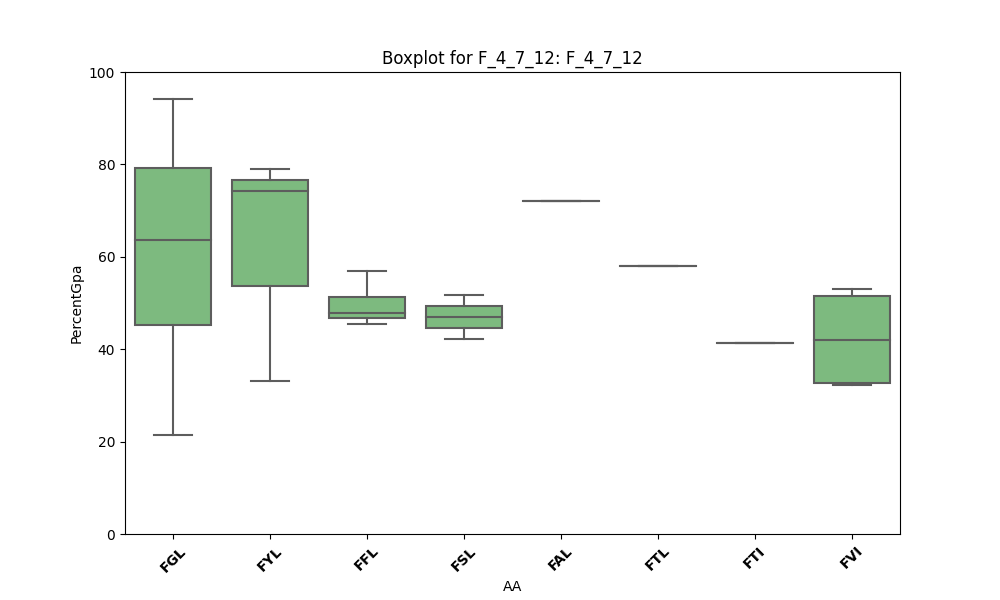 Boxplot for F_4_7_12: F_4_7_12
100
80
60
40
20
0
PercentGpa
FGL
FYL
FFL
FSL
FAL
FTL
FTI
FVI
AA